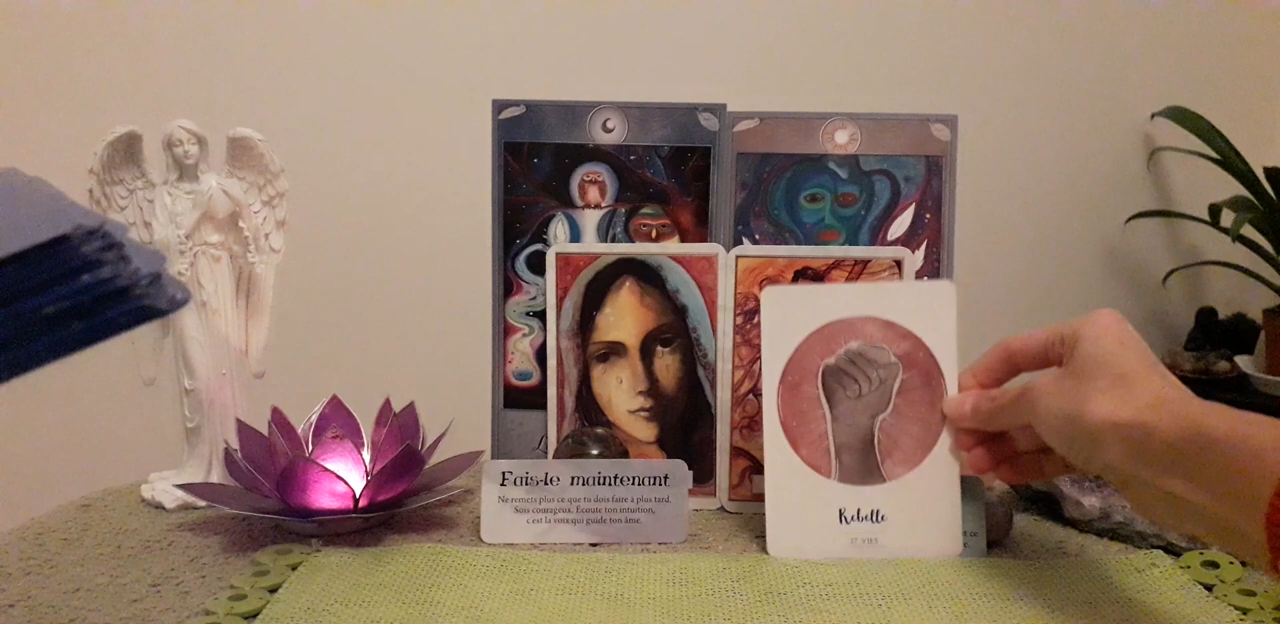 Fais-le maintenant
Ne remets plus ce que tu dois faire à plus tard.
Sois courageux. Écoute ton intuition,
c'est la voix qui guide ton âme.
Rebelle